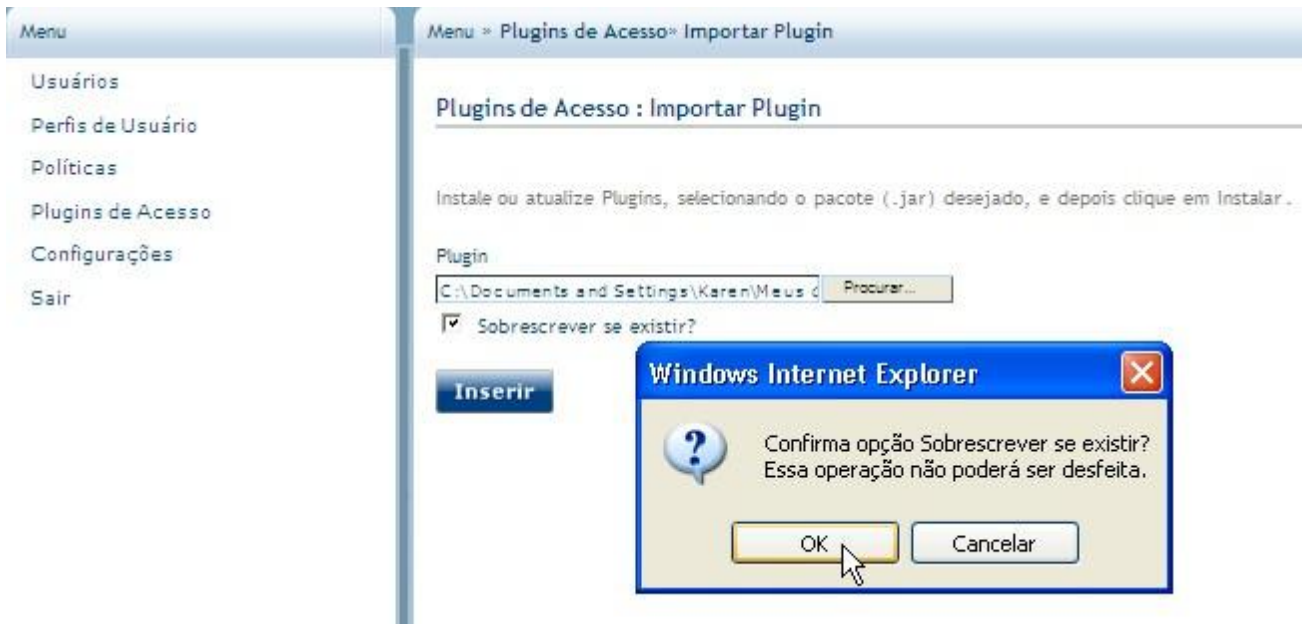 Menu
Usuários
Perfis de Usuário
Políticas
Plugins de Acesso
Configurações
Sair
Menu » Plugins de Acesso» Importar Plugin
Plugins de Acesso : Importar Plugin
Instale ou atualize Plugins, selecionando o pacote (.jar) desejado, e depois clique em Instalar.
Plugin
C:\Documents and Settings\Karen\Meus d Procurar...
Sobrescrever se existir?
Inserir
Windows Internet Explorer
Confirma opção Sobrescrever se existir?
Essa operação não poderá ser desfeita.
OK Cancelar